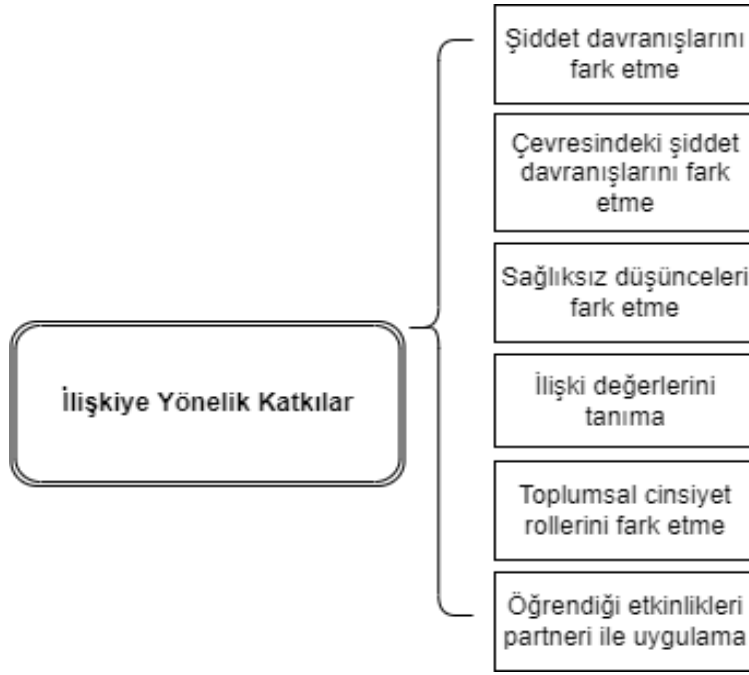 Şiddet davranışlarını
fark etme
Çevresindeki şiddet
davranışlarını fark
etme
Sağlıksız düşünceleri
fark etme
İlişkiye Yönelik Katkılar
İlişki değerlerini
tanıma
Toplumsal cinsiyet
rollerini fark etme
Öğrendiği etkinlikleri
partneri ile uygulama